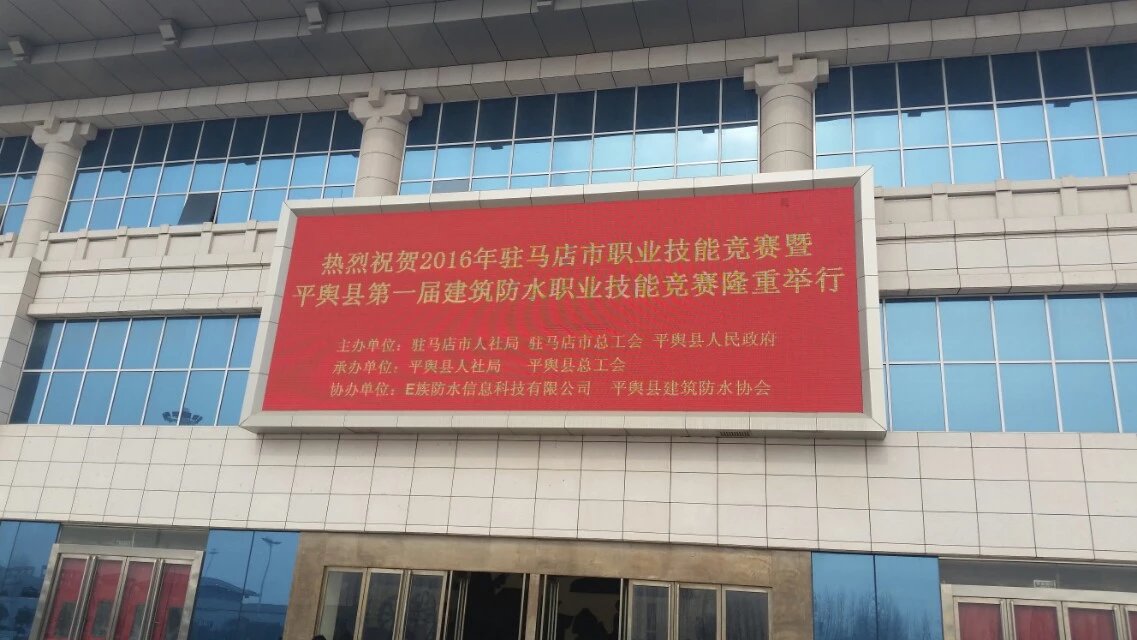 热烈祝贺2016年驻马店市职业技能竞赛暨
平舆县第一届建筑防水职业技能竞赛隆重举行
主办单位：驻马店市人社局 驻马店市总工会 平舆县人民政府
承办单位：平舆县人社局 平舆县总工会
协办单位：E族防水信息科技有限公司 平舆县建筑防水协会